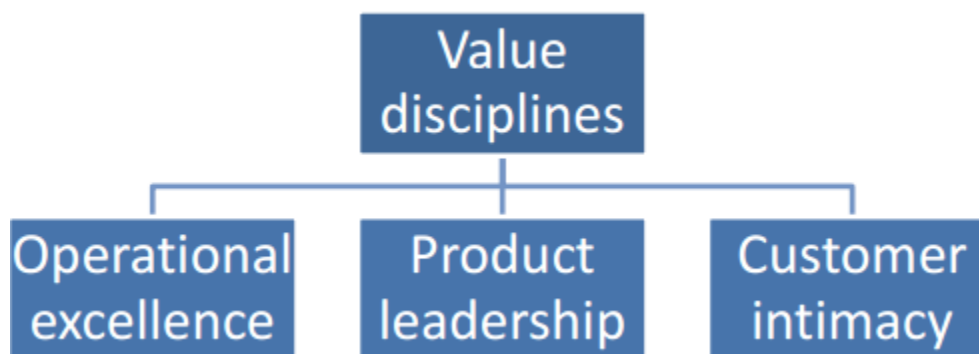 Value
disciplines
Operational
excellence
Product
leadership
Customer
intimacy